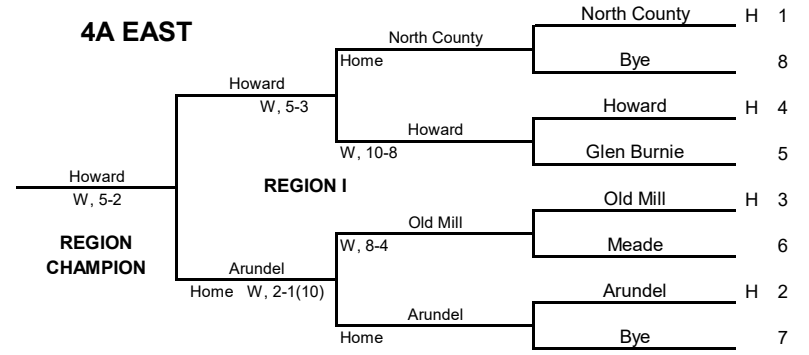 North County H 1
4A EAST
North County
Home
Bye 8
Howard
W, 5-3
Howard H 4
Howard
W, 10-8
Glen Burnie 5
Howard
W, 5-2
REGION I
Old Mill H 3
Old Mill
W, 8-4
REGION
CHAMPION
Meade 6
Arundel
Home W, 2-1(10)
Arundel H 2
Arundel
Home
Bye 7